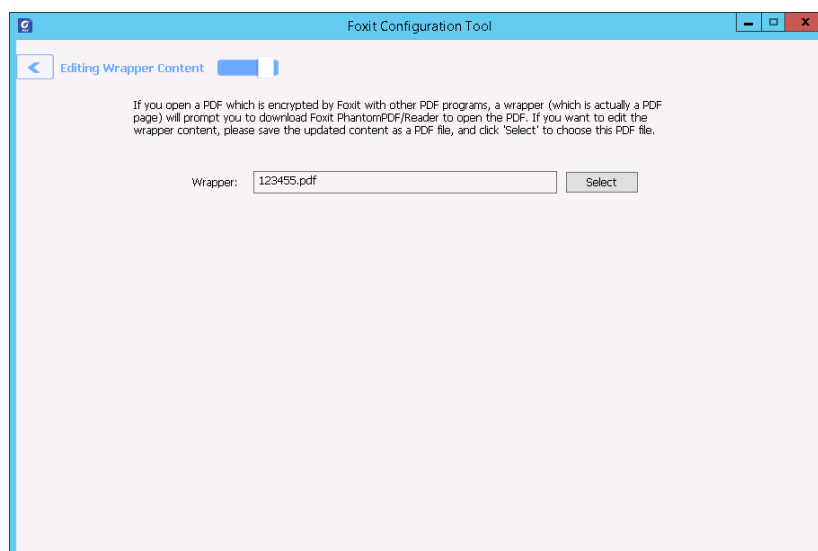 Foxit Configuration Tool
Editing Wrapper Content
If you open a PDF which is encrypted by Foxit with other PDF programs, a wrapper (which is actually a PDF
page) will prompt you to download Foxit PhantomPDF/Reader to open the PDF. If you want to edit the
wrapper content, please save the updated content as a PDF file, and click 'Select' to choose this PDF file.
Wrapper: 123455.pdf Select